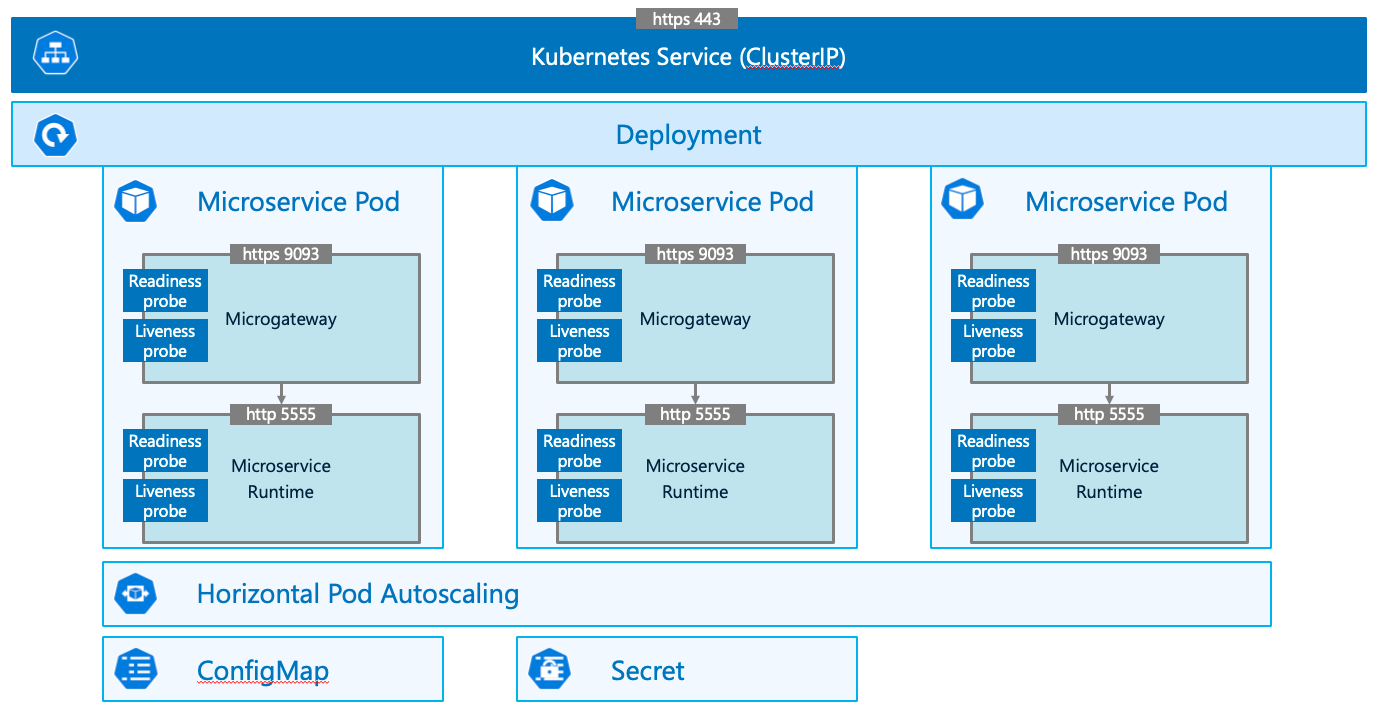 https 443
Kubernetes Service (ClusterIP)
Deployment
Microservice Pod
https 9093
Readiness
probe
Liveness
probe
Microgateway
http 5555
Readiness
probe
Liveness
probe
Microservice
Runtime
Microservice Pod
https 9093
Readiness
probe
Liveness
probe
Microgateway
http 5555
Readiness
probe
Liveness
probe
Microservice
Runtime
Microservice Pod
https 9093
Readiness
probe
Liveness
probe
Microgateway
http 5555
Readiness
probe
Liveness
probe
Microservice
Runtime
Horizontal Pod Autoscaling
ConfigMap
Secret